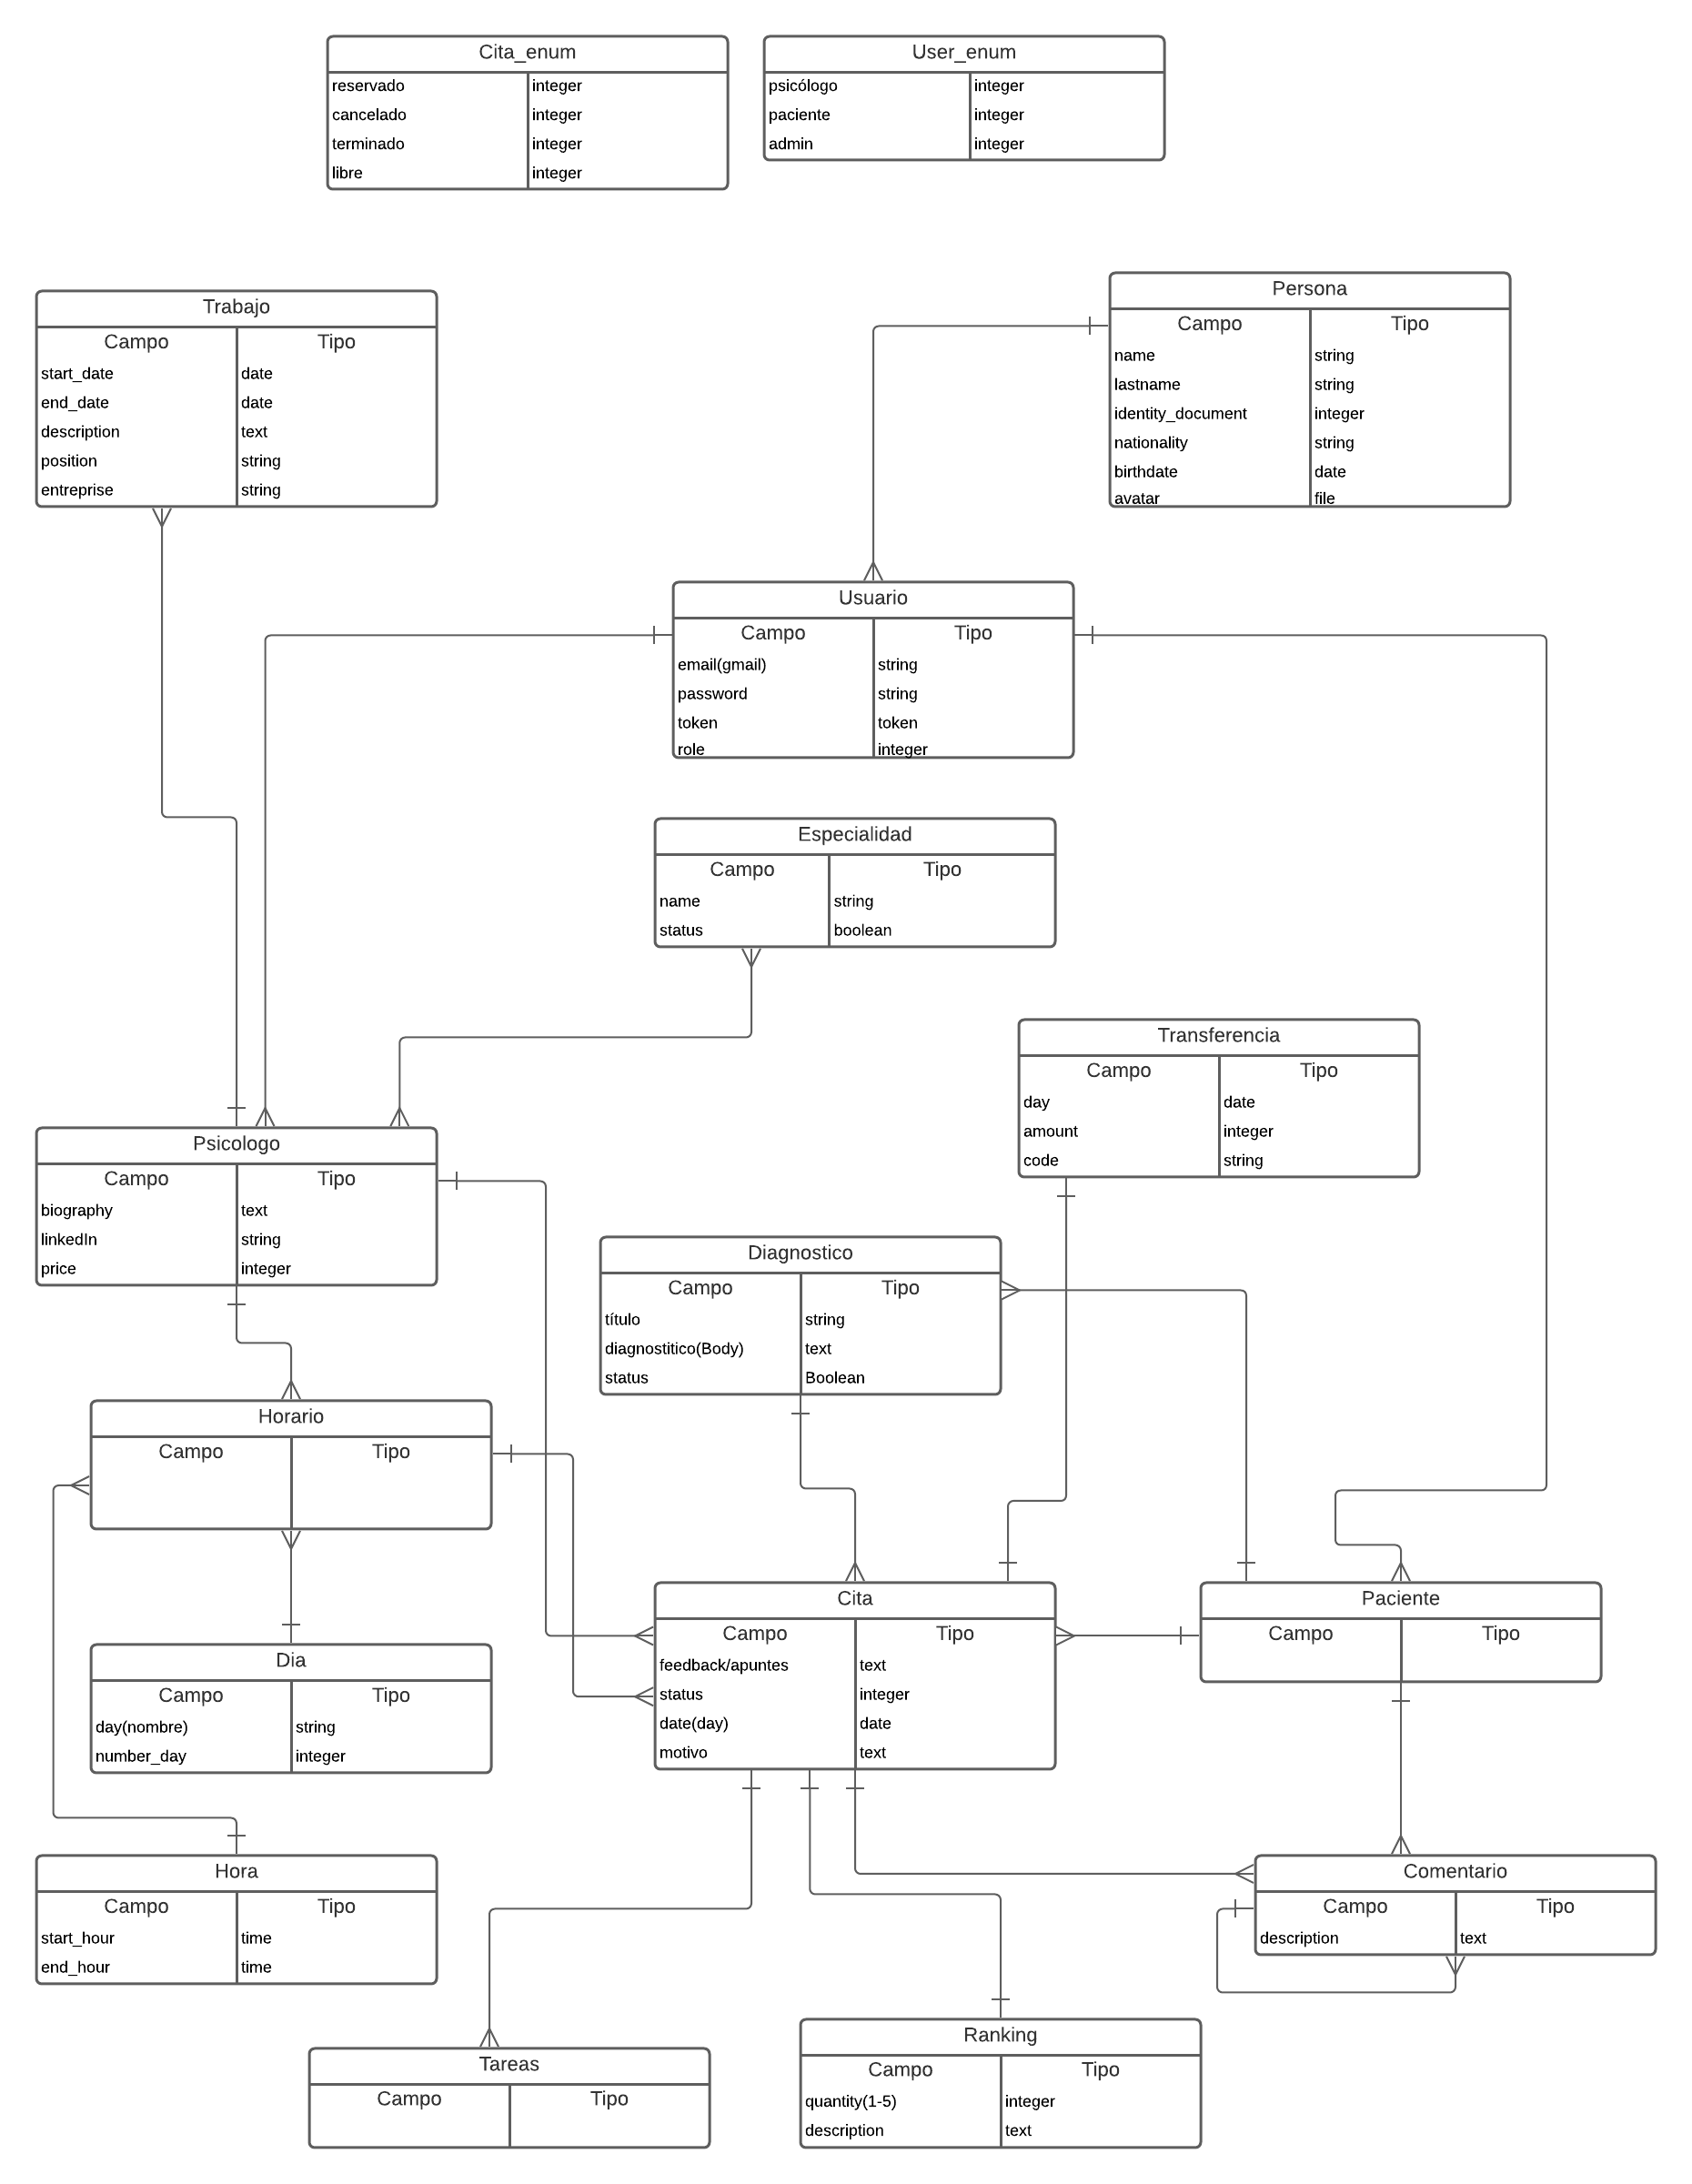 Cita_enum
reservado integer
cancelado integer
terminado integer
libre integer
User_enum
psicólogo integer
paciente integer
admin integer
Trabajo
Campo Tipo
start_date date
end_date date
description text
position string
entreprise string
Persona
Campo Tipo
name string
lastname string
identity_document integer
nationality string
birthdate date
avatar file
Usuario
Campo Tipo
email(gmail) string
password string
token token
role integer
Especialidad
Campo Tipo
name string
status boolean
Transferencia
Campo Tipo
day date
amount integer
code string
Psicologo
Campo Tipo
biography text
linkedIn string
price integer
Diagnostico
Campo Tipo
título string
diagnostitico(Body) text
status Boolean
Horario
Campo Tipo
Cita
Campo Tipo
feedback/apuntes text
status integer
date(day) date
motivo text
Paciente
Campo Tipo
Dia
Campo Tipo
day(nombre) string
number_day integer
Hora
Campo Tipo
start_hour time
end_hour time
Comentario
Campo Tipo
description text
Ranking
Campo Tipo
quantity(1-5) integer
description text
Tareas
Campo Tipo